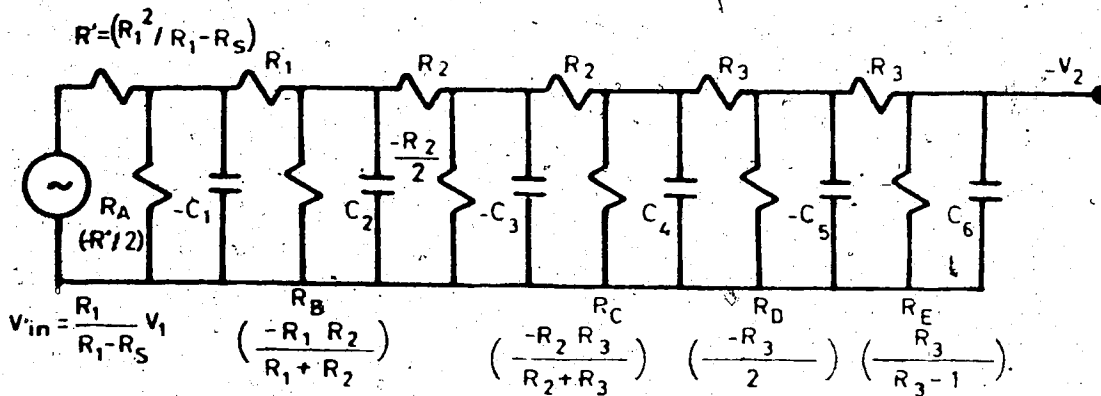 R'=(R₁²/R₁-Rs)
R₁
R₂
R₂
R₃
R₃
-V₂
~
RA
(-R'/2)
-C₁
C₂
-R₂/2
-C₃
C₄
-C₅
C₆
V'in = R₁/(R₁-Rs) V₁
RB
(-R₁ R₂/(R₁+R₂))
RC
(-R₂ R₃/(R₂+R₃))
RD
(-R₃/2)
RE
(R₃/(R₃-1)).